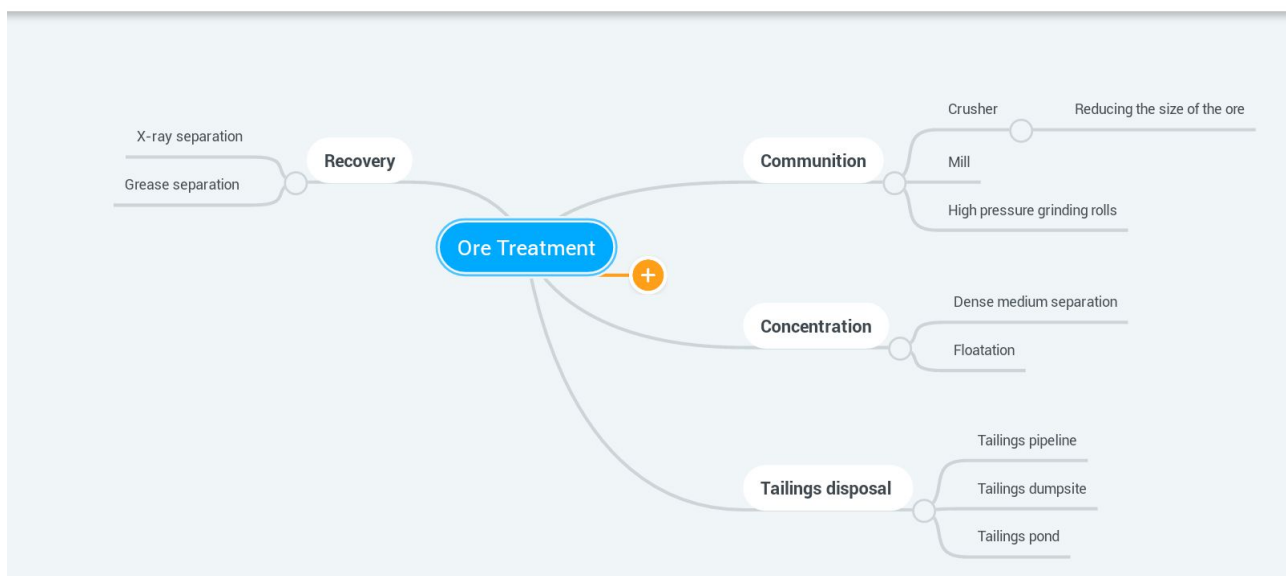 Ore Treatment
Recovery
X-ray separation
Grease separation
Communition
Crusher
Reducing the size of the ore
Mill
High pressure grinding rolls
Concentration
Dense medium separation
Floatation
Tailings disposal
Tailings pipeline
Tailings dumpsite
Tailings pond